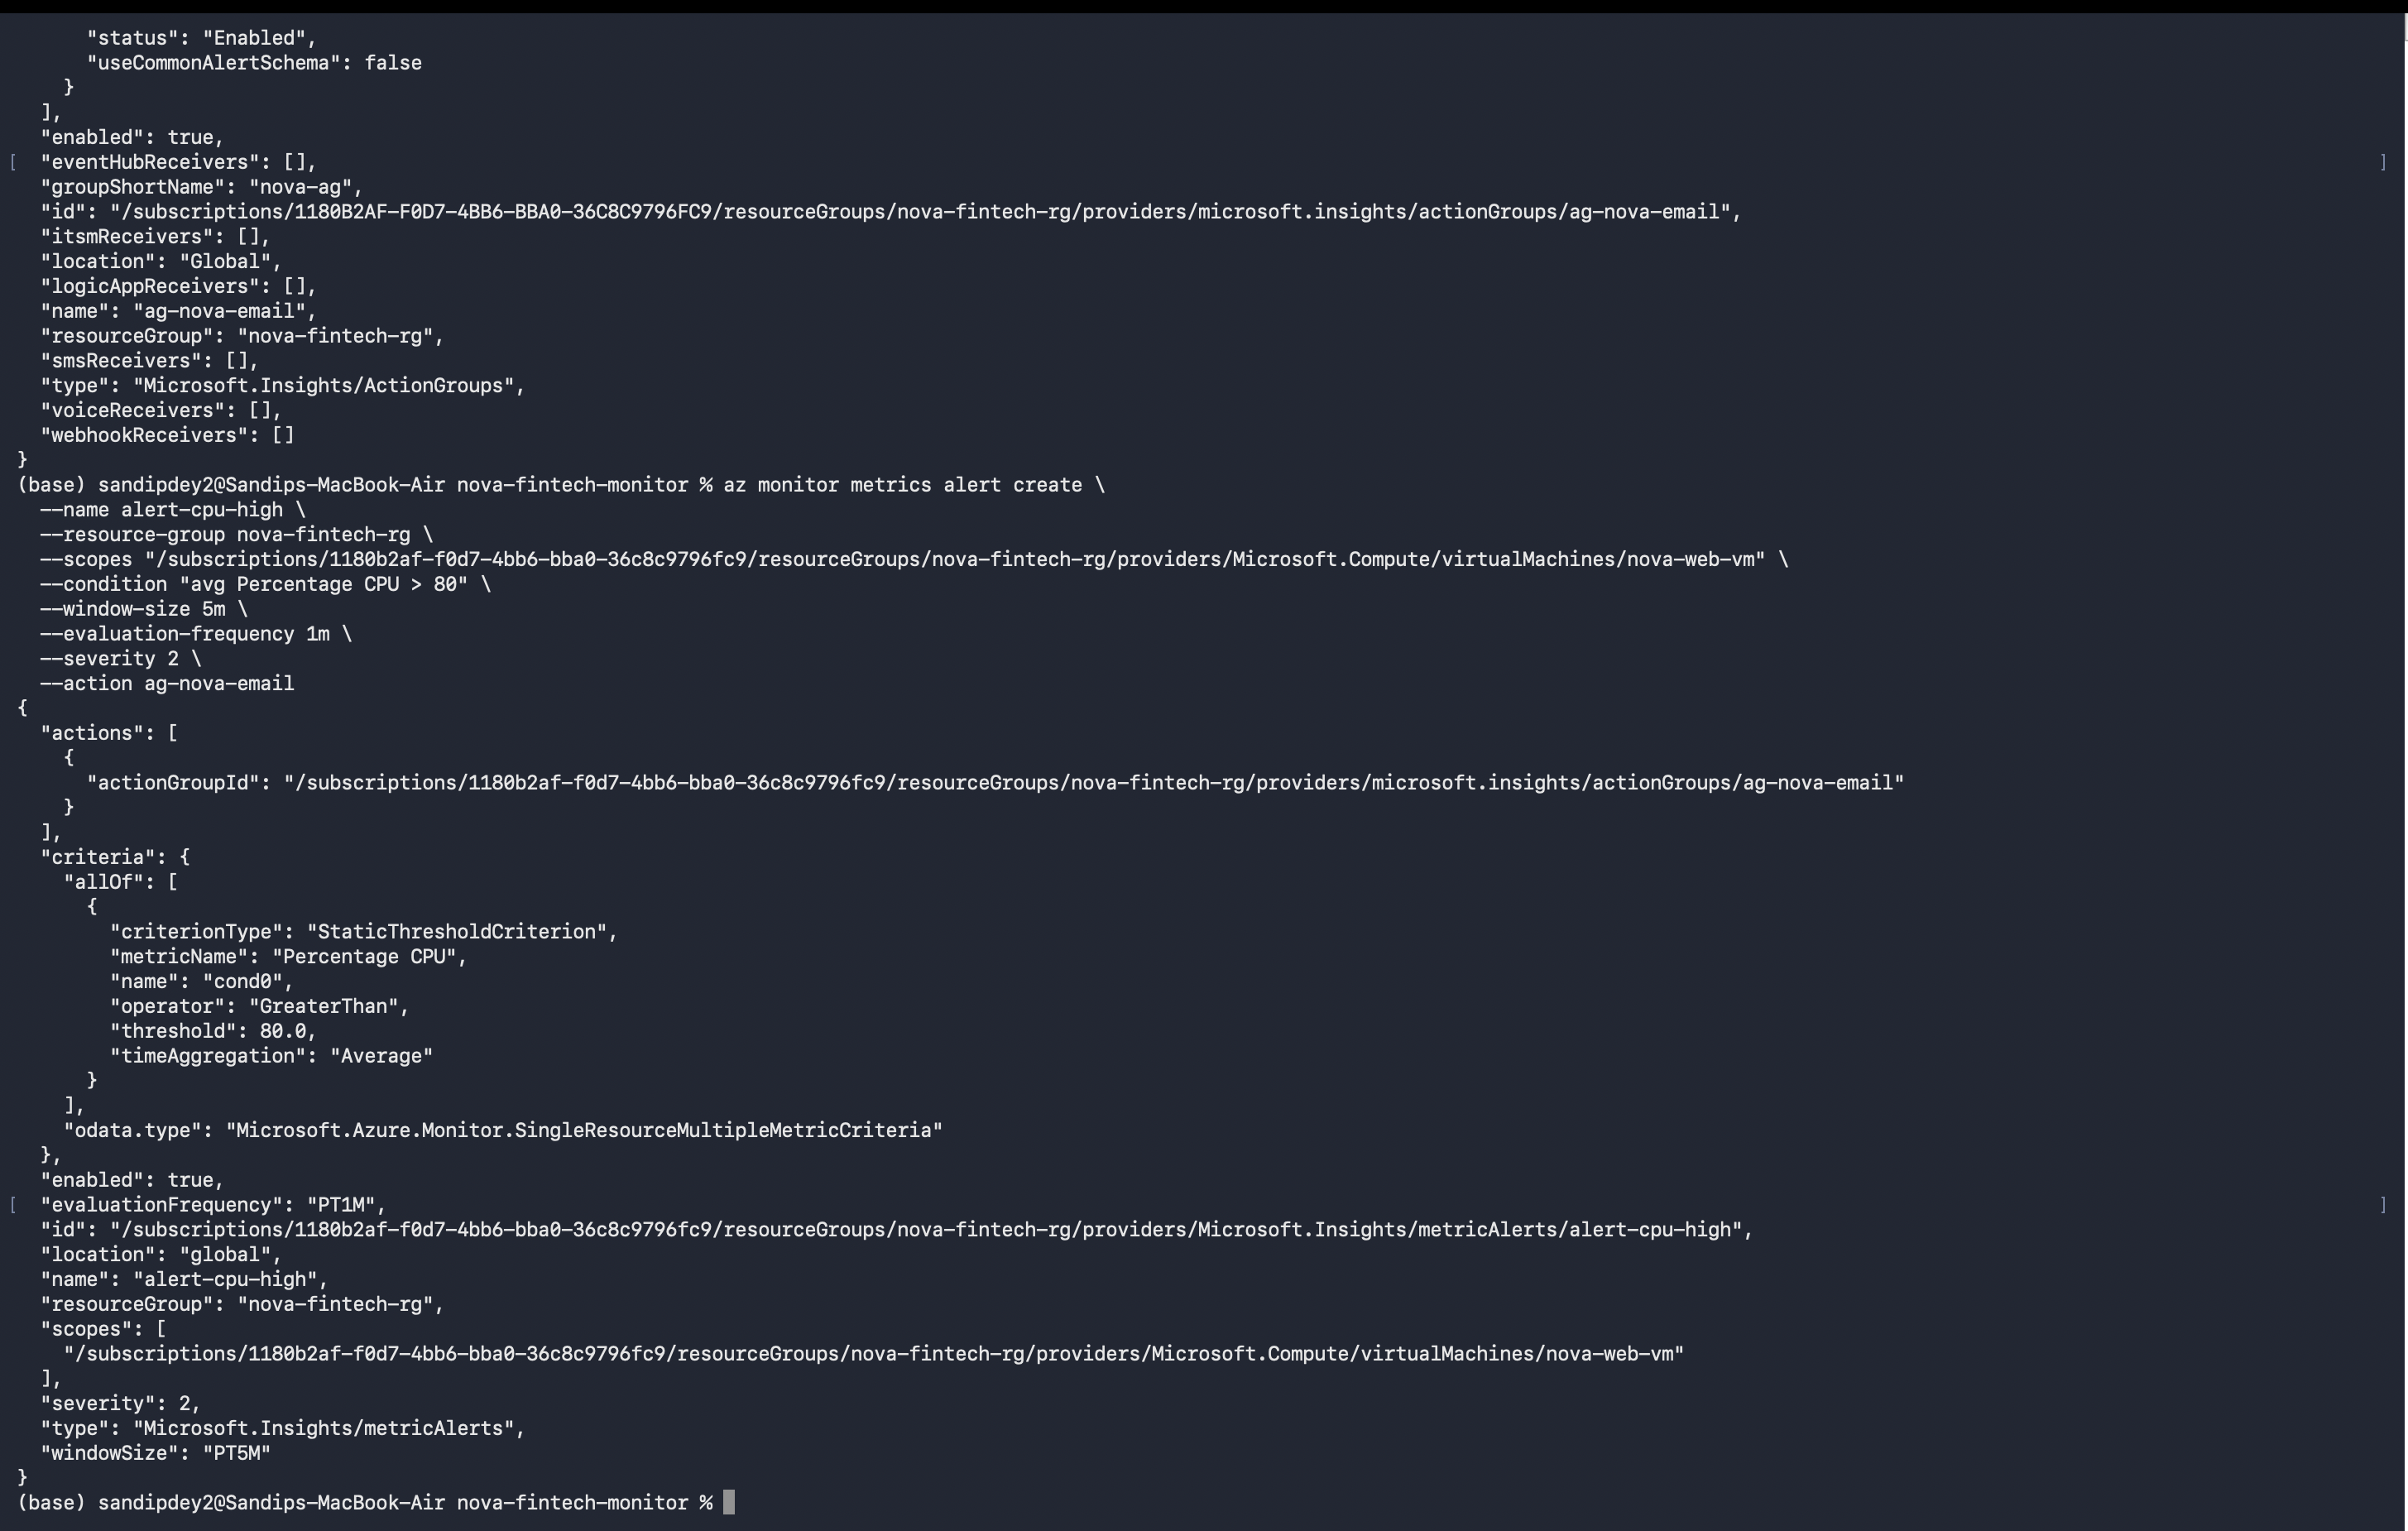 "status": "Enabled",
      "useCommonAlertSchema": false
    }
  ],
  "enabled": true,
[ "eventHubReceivers": [], ]
  "groupShortName": "nova-ag",
  "id": "/subscriptions/1180B2AF-F0D7-4BB6-BBA0-36C8C9796FC9/resourceGroups/nova-fintech-rg/providers/microsoft.insights/actionGroups/ag-nova-email",
  "itsmReceivers": [],
  "location": "Global",
  "logicAppReceivers": [],
  "name": "ag-nova-email",
  "resourceGroup": "nova-fintech-rg",
  "smsReceivers": [],
  "type": "Microsoft.Insights/ActionGroups",
  "voiceReceivers": [],
  "webhookReceivers": []
}
(base) sandipdey2@Sandips-MacBook-Air nova-fintech-monitor % az monitor metrics alert create \
  --name alert-cpu-high \
  --resource-group nova-fintech-rg \
  --scopes "/subscriptions/1180b2af-f0d7-4bb6-bba0-36c8c9796fc9/resourceGroups/nova-fintech-rg/providers/Microsoft.Compute/virtualMachines/nova-web-vm" \
  --condition "avg Percentage CPU > 80" \
  --window-size 5m \
  --evaluation-frequency 1m \
  --severity 2 \
  --action ag-nova-email
{
  "actions": [
    {
      "actionGroupId": "/subscriptions/1180b2af-f0d7-4bb6-bba0-36c8c9796fc9/resourceGroups/nova-fintech-rg/providers/microsoft.insights/actionGroups/ag-nova-email"
    }
  ],
  "criteria": {
    "allOf": [
      {
        "criterionType": "StaticThresholdCriterion",
        "metricName": "Percentage CPU",
        "name": "cond0",
        "operator": "GreaterThan",
        "threshold": 80.0,
        "timeAggregation": "Average"
      }
    ],
    "odata.type": "Microsoft.Azure.Monitor.SingleResourceMultipleMetricCriteria"
  },
  "enabled": true,
[ "evaluationFrequency": "PT1M", ]
  "id": "/subscriptions/1180b2af-f0d7-4bb6-bba0-36c8c9796fc9/resourceGroups/nova-fintech-rg/providers/Microsoft.Insights/metricAlerts/alert-cpu-high",
  "location": "global",
  "name": "alert-cpu-high",
  "resourceGroup": "nova-fintech-rg",
  "scopes": [
    "/subscriptions/1180b2af-f0d7-4bb6-bba0-36c8c9796fc9/resourceGroups/nova-fintech-rg/providers/Microsoft.Compute/virtualMachines/nova-web-vm"
  ],
  "severity": 2,
  "type": "Microsoft.Insights/metricAlerts",
  "windowSize": "PT5M"
}
(base) sandipdey2@Sandips-MacBook-Air nova-fintech-monitor %